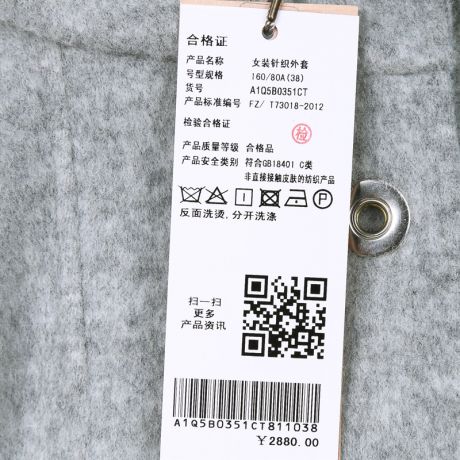 合格证
产品名称 女装针织外套
号型规格 160/80A(38)
货号 A1Q5B0351CT
产品标准编号 FZ/ T73018-2012
检验合格证 检
产品质量等级 合格品
产品安全类别 符合GB18401 C类
非直接接触皮肤的纺织产品
P
反面洗烫,分开洗涤
扫一扫
更多
产品资讯
A1Q5B0351CT811038
¥2880.00